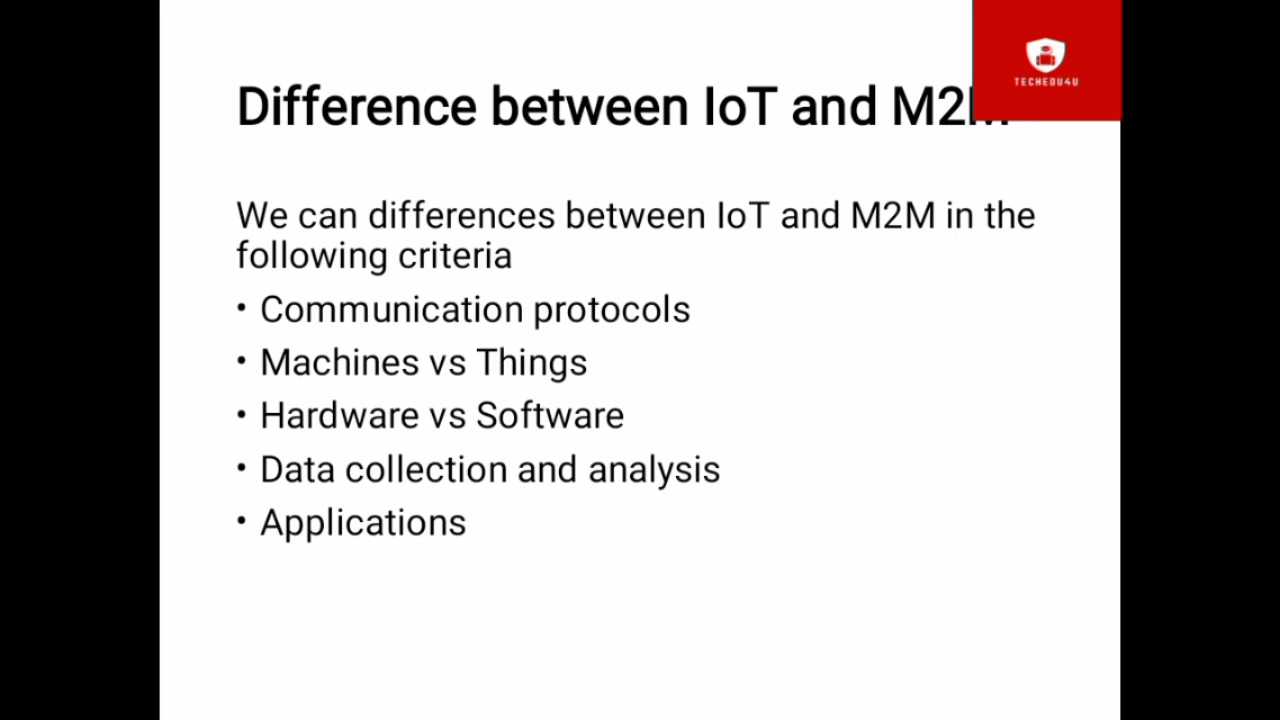 TECHEDU4U
Difference between IoT and M2M
We can differences between IoT and M2M in the
following criteria
• Communication protocols
• Machines vs Things
• Hardware vs Software
• Data collection and analysis
• Applications